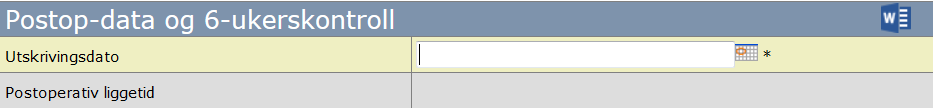 Postop-data og 6-ukerskontroll
Utskrivingsdato *
Postoperativ liggetid